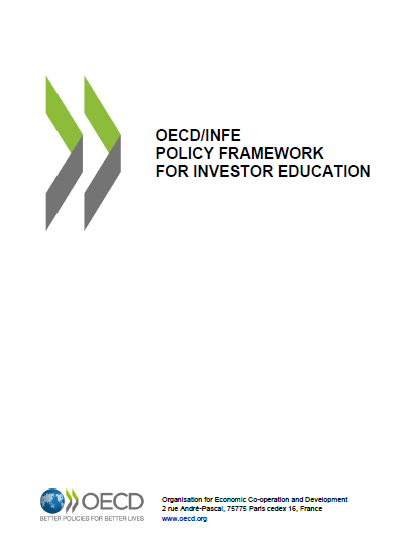 OECD/INFE
POLICY FRAMEWORK
FOR INVESTOR EDUCATION
OECD
BETTER POLICIES FOR BETTER LIVES
Organisation for Economic Co-operation and Development
2 rue André-Pascal, 75775 Paris cedex 16, France
www.oecd.org